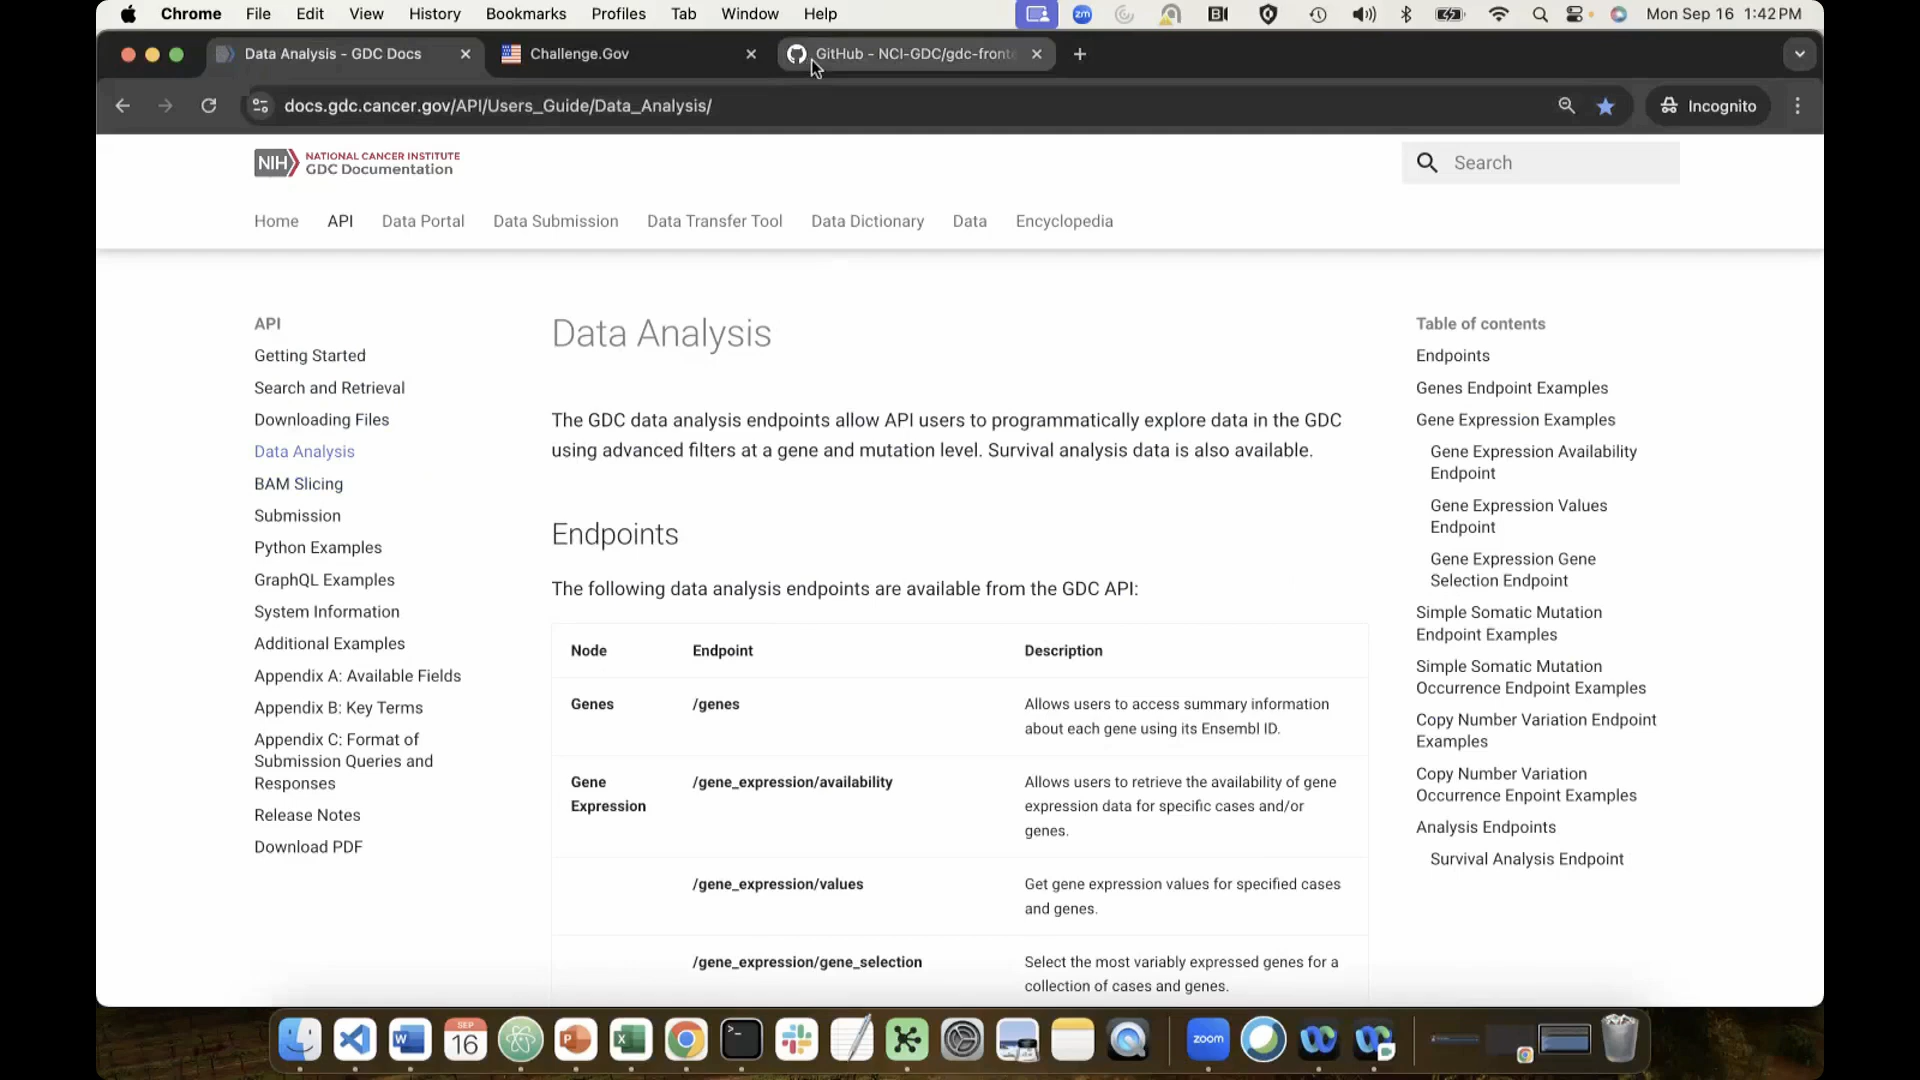 Chrome File Edit View History Bookmarks Profiles Tab Window Help zm Mon Sep 16 1:42 PM
Data Analysis - GDC Docs Challenge.Gov GitHub - NCI-GDC/gdc-front
docs.gdc.cancer.gov/API/Users_Guide/Data_Analysis/ Incognito
NIH NATIONAL CANCER INSTITUTE
GDC Documentation
Search
Home API Data Portal Data Submission Data Transfer Tool Data Dictionary Data Encyclopedia
API
Getting Started
Search and Retrieval
Downloading Files
Data Analysis
BAM Slicing
Submission
Python Examples
GraphQL Examples
System Information
Additional Examples
Appendix A: Available Fields
Appendix B: Key Terms
Appendix C: Format of
Submission Queries and
Responses
Release Notes
Download PDF
Data Analysis
The GDC data analysis endpoints allow API users to programmatically explore data in the GDC
using advanced filters at a gene and mutation level. Survival analysis data is also available.
Endpoints
The following data analysis endpoints are available from the GDC API:
Node Endpoint Description
Genes /genes Allows users to access summary information
about each gene using its Ensembl ID.
Gene /gene_expression/availability Allows users to retrieve the availability of gene
Expression expression data for specific cases and/or
genes.
/gene_expression/values Get gene expression values for specified cases
and genes.
/gene_expression/gene_selection Select the most variably expressed genes for a
collection of cases and genes.
Table of contents
Endpoints
Genes Endpoint Examples
Gene Expression Examples
Gene Expression Availability
Endpoint
Gene Expression Values
Endpoint
Gene Expression Gene
Selection Endpoint
Simple Somatic Mutation
Endpoint Examples
Simple Somatic Mutation
Occurrence Endpoint Examples
Copy Number Variation Endpoint
Examples
Copy Number Variation
Occurrence Enpoint Examples
Analysis Endpoints
Survival Analysis Endpoint
W SEP 16 P X zoom